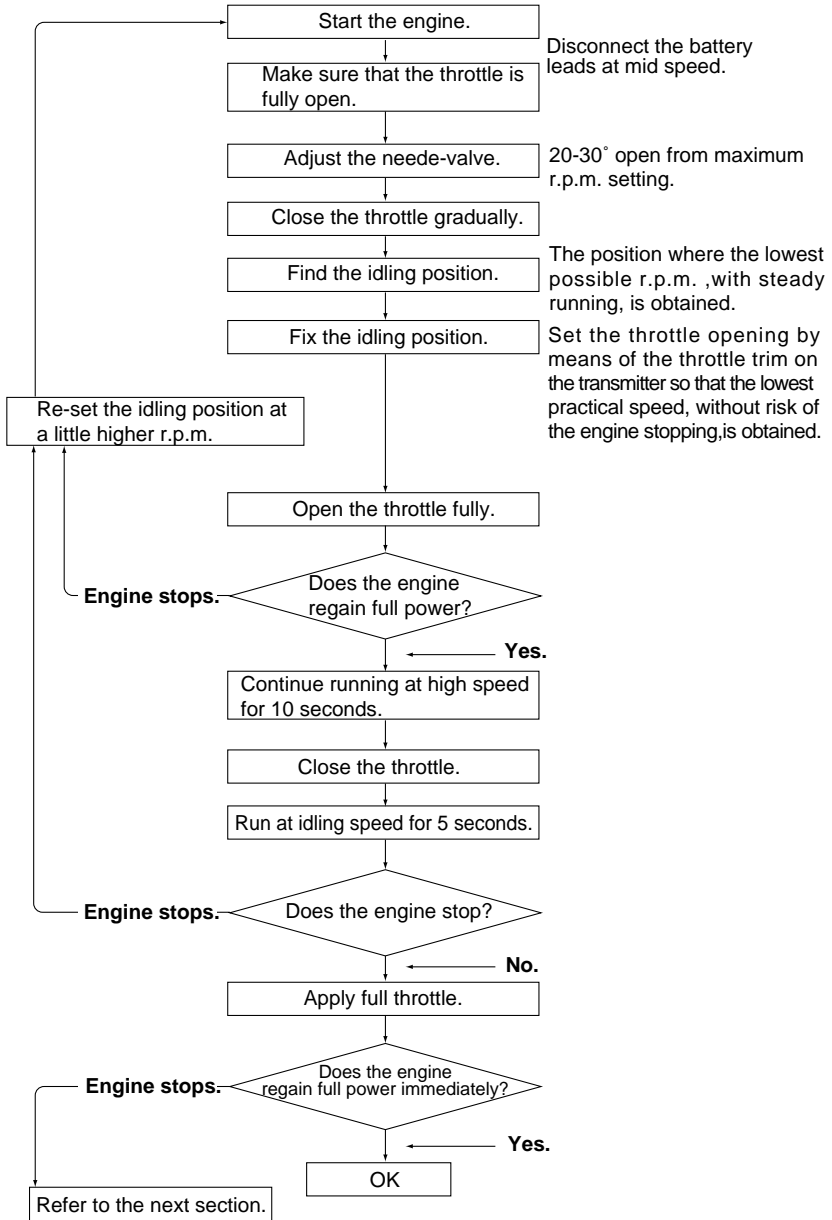 Start the engine.
Disconnect the battery
leads at mid speed.
Make sure that the throttle is
fully open.
Adjust the neede-valve.
20-30˚ open from maximum
r.p.m. setting.
Close the throttle gradually.
Find the idling position.
The position where the lowest
possible r.p.m. ,with steady
running, is obtained.
Fix the idling position.
Set the throttle opening by
means of the throttle trim on
the transmitter so that the lowest
practical speed, without risk of
the engine stopping,is obtained.
Re-set the idling position at
a little higher r.p.m.
Open the throttle fully.
Does the engine
regain full power?
Engine stops.
Yes.
Continue running at high speed
for 10 seconds.
Close the throttle.
Run at idling speed for 5 seconds.
Does the engine stop?
Engine stops.
No.
Apply full throttle.
Does the engine
regain full power immediately?
Engine stops.
Yes.
OK
Refer to the next section.